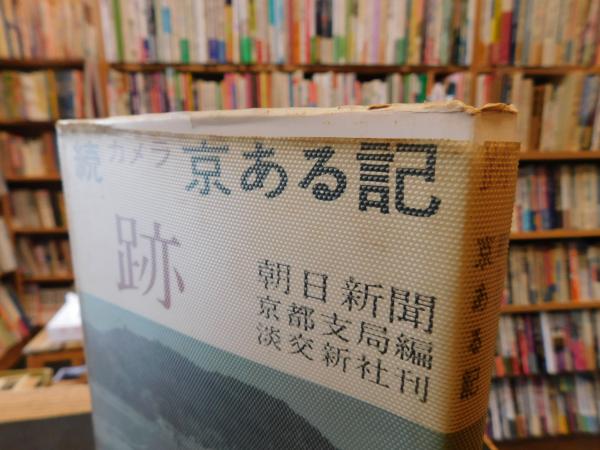 続カメラ 京ある記
跡
朝日新聞
京都支局編
淡交新社刊
京ある記